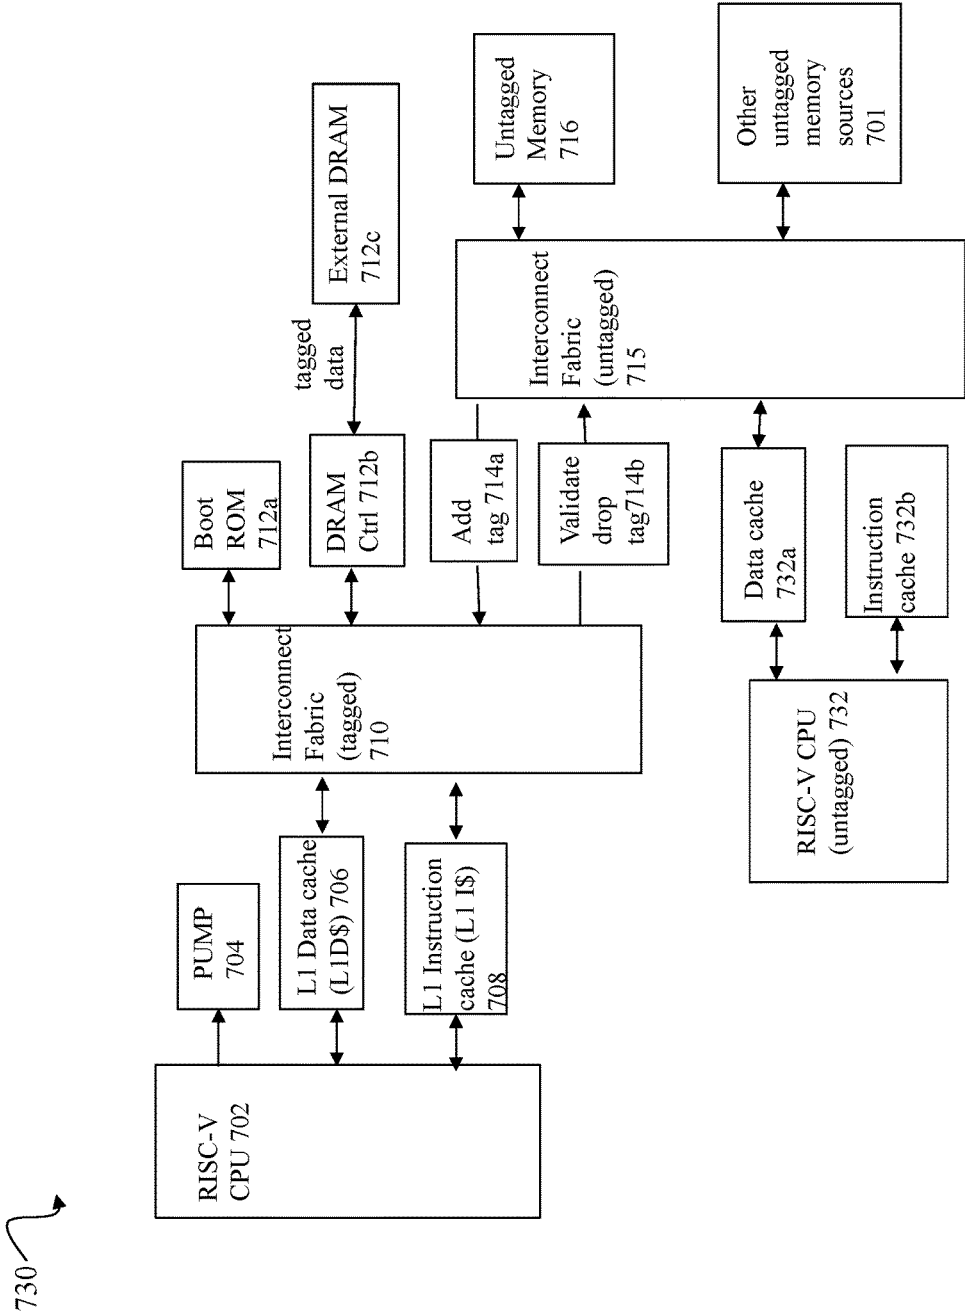 730
RISC-V
CPU 702
PUMP
704
L1 Data cache
(L1D$) 706
L1 Instruction
cache (L1 I$)
708
Interconnect
Fabric
(tagged)
710
Boot
ROM
712a
DRAM
Ctrl 712b
tagged
data
External DRAM
712c
Add
tag 714a
Validate
drop
tag714b
Interconnect
Fabric
(untagged)
715
Untagged
Memory
716
Other
untagged
memory
sources
701
RISC-V CPU
(untagged) 732
Data cache
732a
Instruction
cache 732b